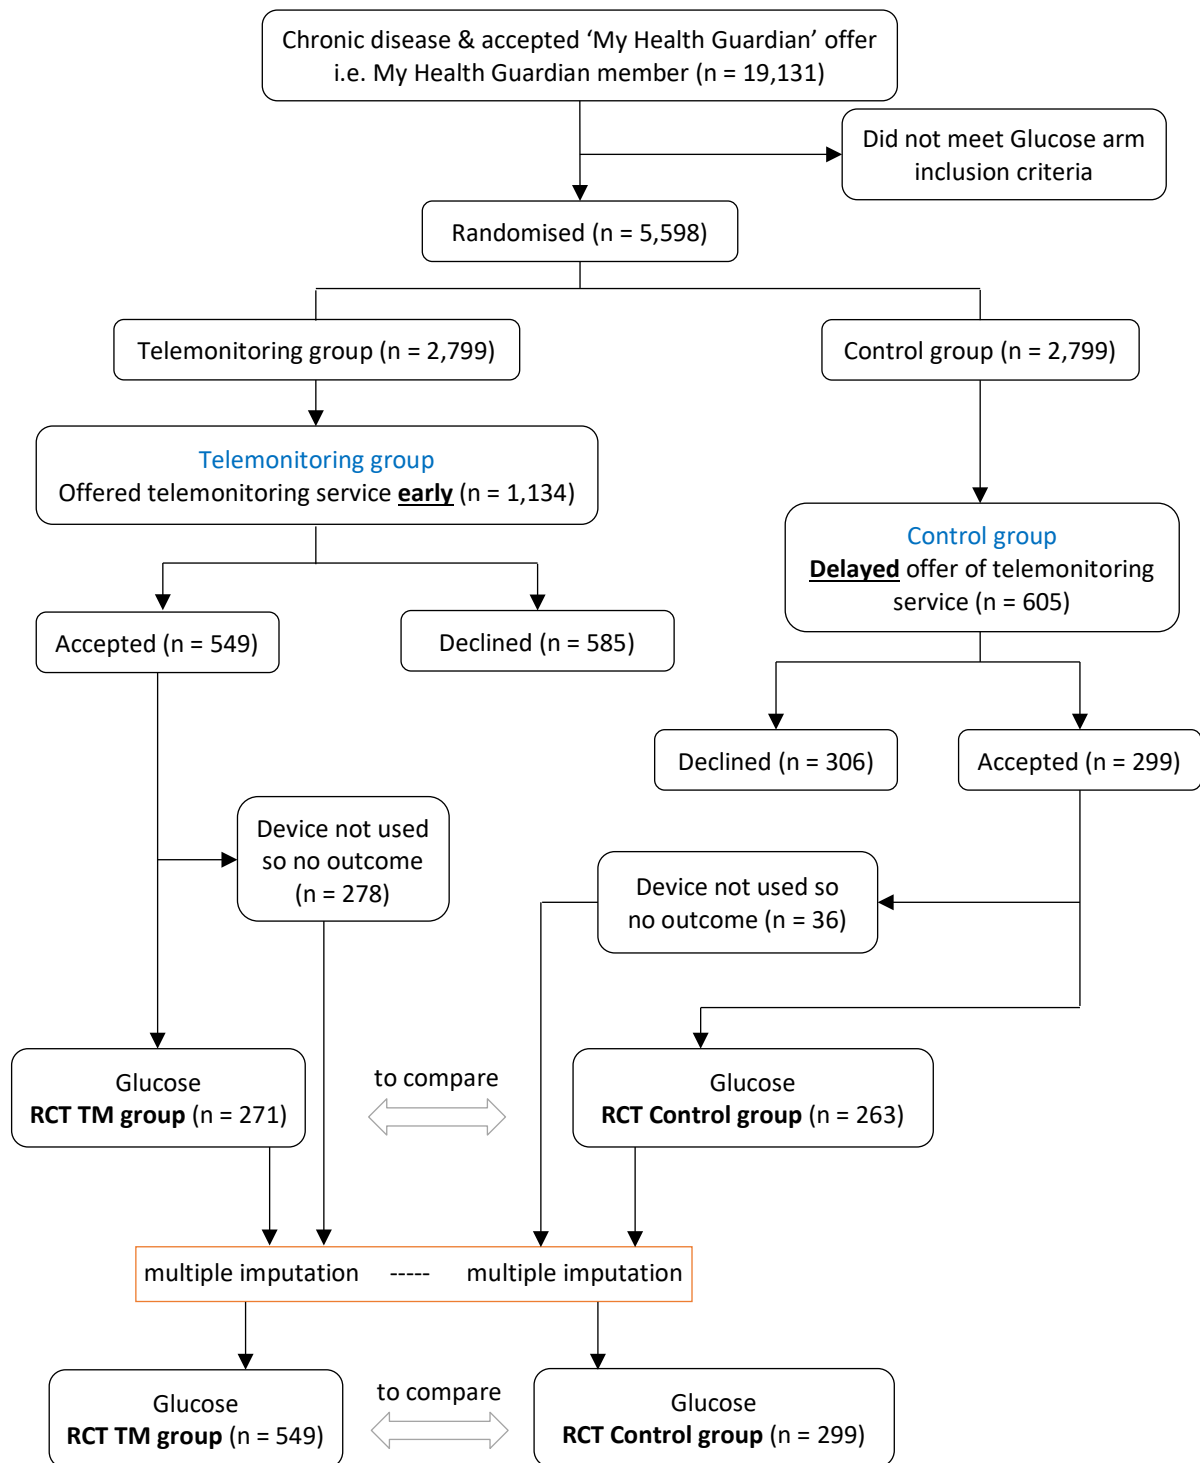 Chronic disease & accepted ‘My Health Guardian’ offer
i.e. My Health Guardian member (n = 19,131)
Did not meet Glucose arm
inclusion criteria
Randomised (n = 5,598)
Telemonitoring group (n = 2,799)
Control group (n = 2,799)
Telemonitoring group
Offered telemonitoring service early (n = 1,134)
Control group
Delayed offer of telemonitoring
service (n = 605)
Accepted (n = 549)
Declined (n = 585)
Declined (n = 306)
Accepted (n = 299)
Device not used
so no outcome
(n = 278)
Device not used so
no outcome (n = 36)
Glucose
RCT TM group (n = 271)
to compare
Glucose
RCT Control group (n = 263)
multiple imputation ----- multiple imputation
Glucose
RCT TM group (n = 549)
to compare
Glucose
RCT Control group (n = 299)